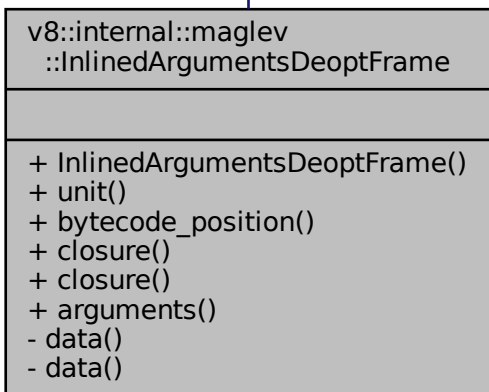 v8::internal::maglev
::InlinedArgumentsDeoptFrame
+ InlinedArgumentsDeoptFrame()
+ unit()
+ bytecode_position()
+ closure()
+ closure()
+ arguments()
- data()
- data()